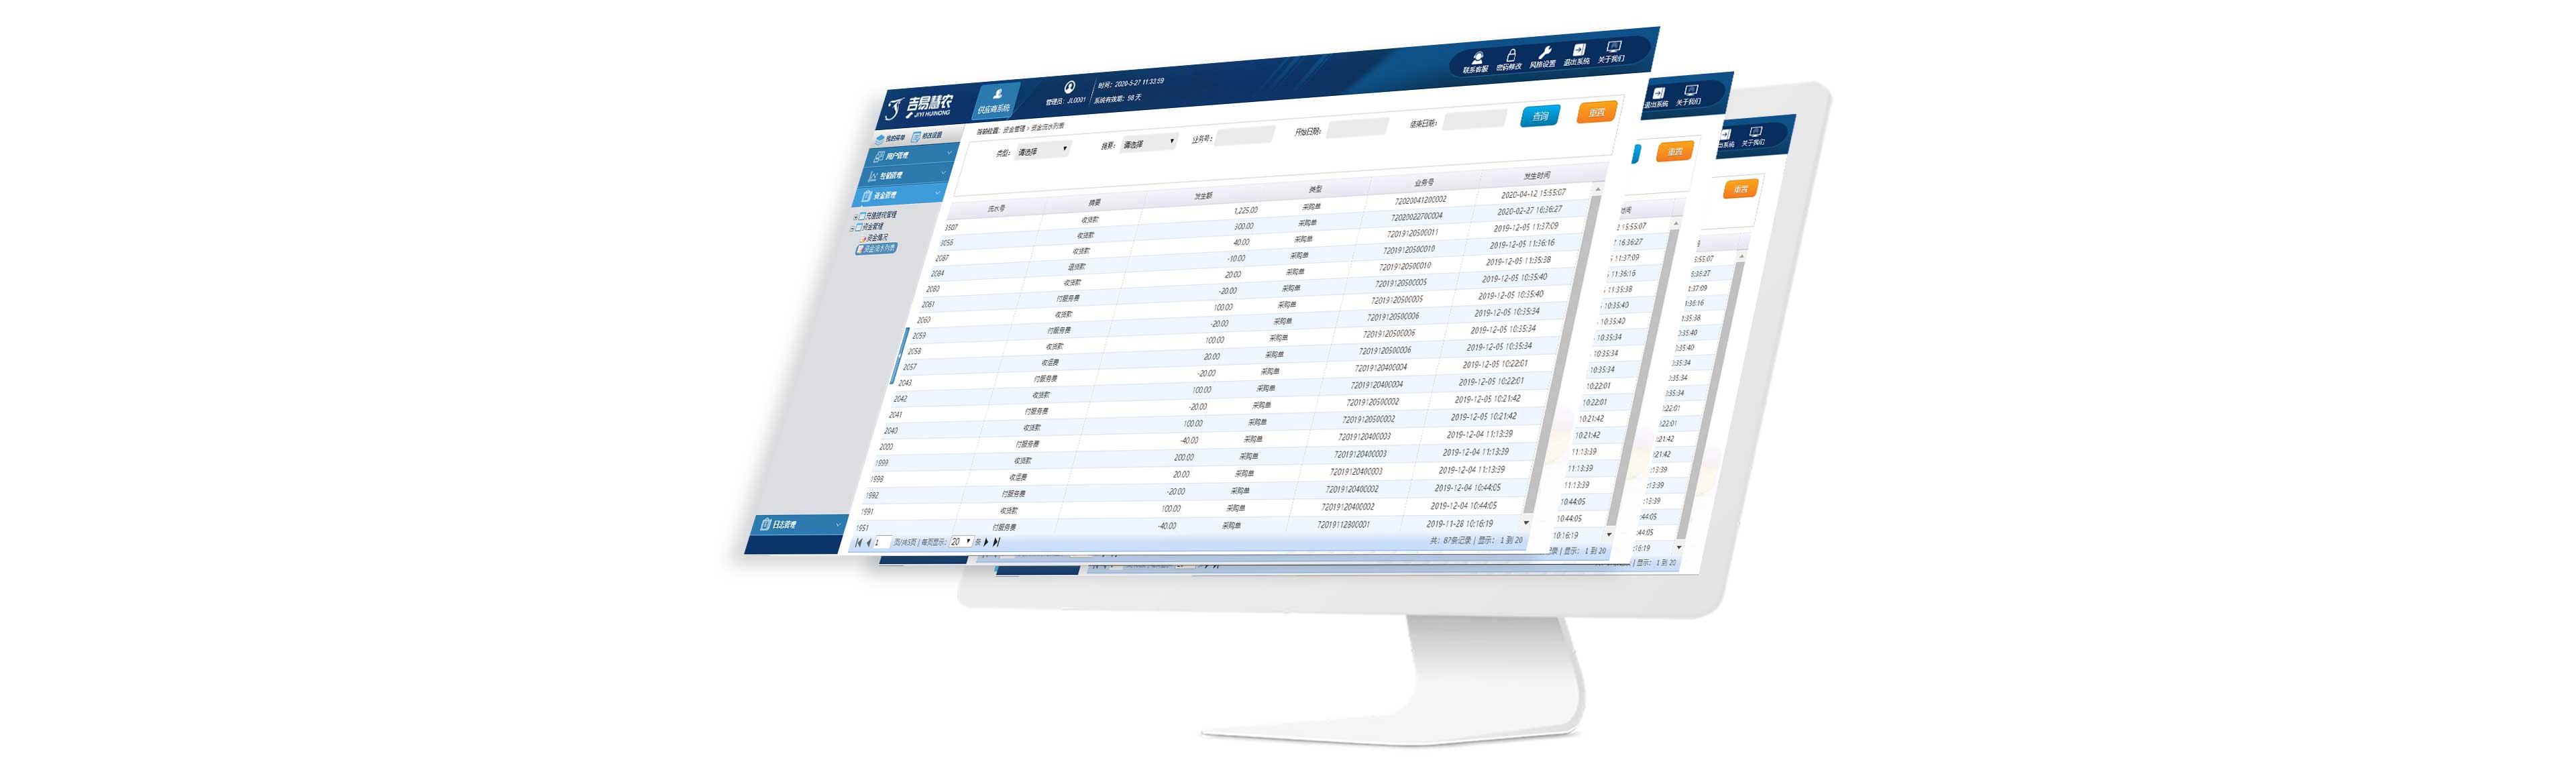 吉易慧农
JIYI HUINONG
供应商系统
管理员：JL0001
时间：2020-5-27 11:33:59
系统有效期：98 天
联系客服 密码修改 风格设置 退出系统 关于我们
我的菜单 系统设置
当前位置：资金管理 > 资金流水列表
用户管理
资金管理
资金管理
资金情况
资金流水列表
日志管理
类型： 请选择 摘要： 请选择 业务号： 开始日期： 结束日期： 查询 重置
流水号 摘要 发生额 类型 业务号 发生时间
3507 收货款 1,225.00 采购单 72020041200002 2020-04-12 15:55:07
3056 收货款 300.00 采购单 72020022700004 2020-02-27 16:36:27
2087 收货款 40.00 采购单 72019120500011 2019-12-05 11:37:09
2084 退货款 -10.00 采购单 72019120500010 2019-12-05 11:36:16
2080 收货款 20.00 采购单 72019120500010 2019-12-05 11:35:38
2061 付服务费 -20.00 采购单 72019120500005 2019-12-05 10:35:40
2060 收货款 100.00 采购单 72019120500005 2019-12-05 10:35:40
2059 付服务费 -20.00 采购单 72019120500006 2019-12-05 10:35:34
2058 收货款 100.00 采购单 72019120500006 2019-12-05 10:35:34
2057 收运费 20.00 采购单 72019120500006 2019-12-05 10:35:34
2043 付服务费 -20.00 采购单 72019120400004 2019-12-05 10:22:01
2042 收货款 100.00 采购单 72019120400004 2019-12-05 10:22:01
2041 付服务费 -20.00 采购单 72019120500002 2019-12-05 10:21:42
2040 收货款 100.00 采购单 72019120500002 2019-12-05 10:21:42
2000 付服务费 -40.00 采购单 72019120400003 2019-12-04 11:13:39
1999 收货款 200.00 采购单 72019120400003 2019-12-04 11:13:39
1998 收运费 20.00 采购单 72019120400003 2019-12-04 11:13:39
1992 付服务费 -20.00 采购单 72019120400002 2019-12-04 10:44:05
1991 收货款 100.00 采购单 72019120400002 2019-12-04 10:44:05
1951 付服务费 -40.00 采购单 72019112800001 2019-11-28 10:16:19
1 页/共5页 | 每页显示： 20 条
共： 87条记录 | 显示： 1 到 20
退出系统 关于我们
重置
关于我们
重置